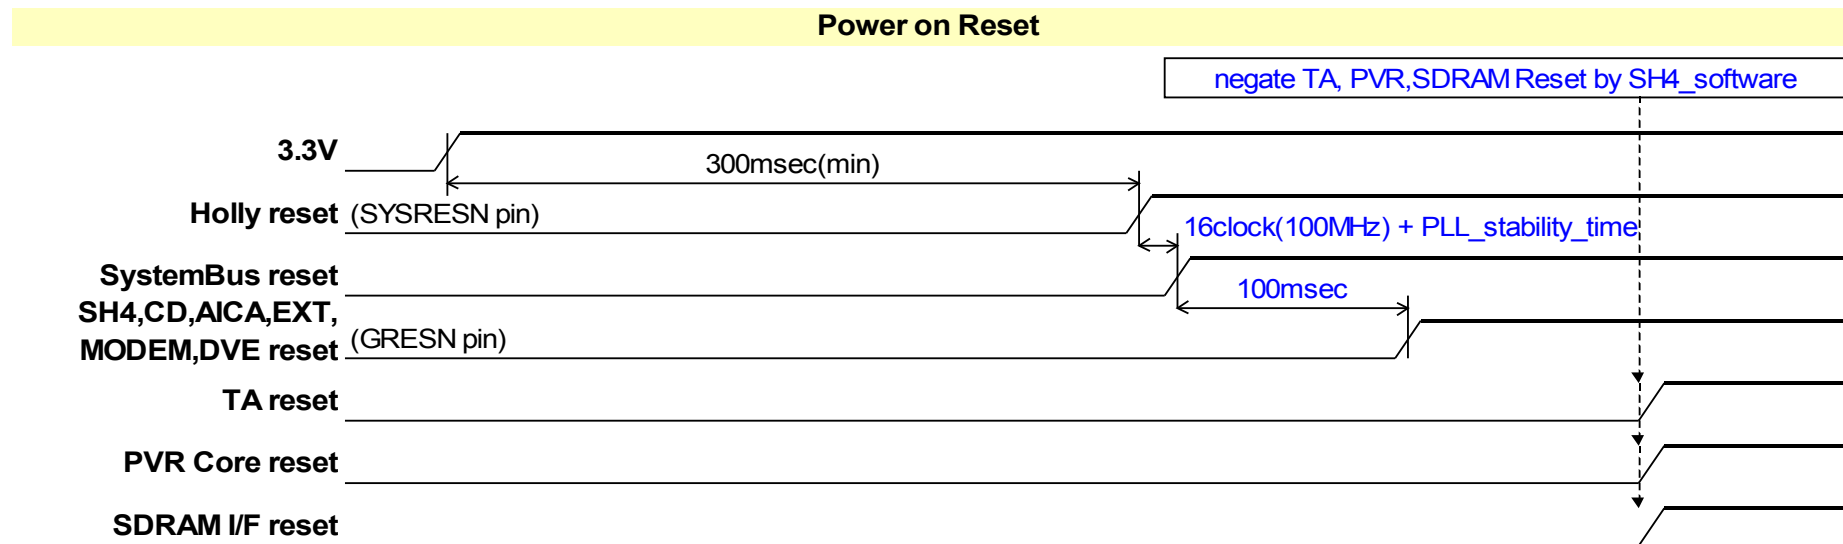 Power on Reset
negate TA, PVR,SDRAM Reset by SH4_software
3.3V
300msec(min)
Holly reset (SYSRESN pin)
16clock(100MHz) + PLL_stability_time
SystemBus reset
100msec
SH4,CD,AICA,EXT,
MODEM,DVE reset (GRESN pin)
TA reset
PVR Core reset
SDRAM I/F reset